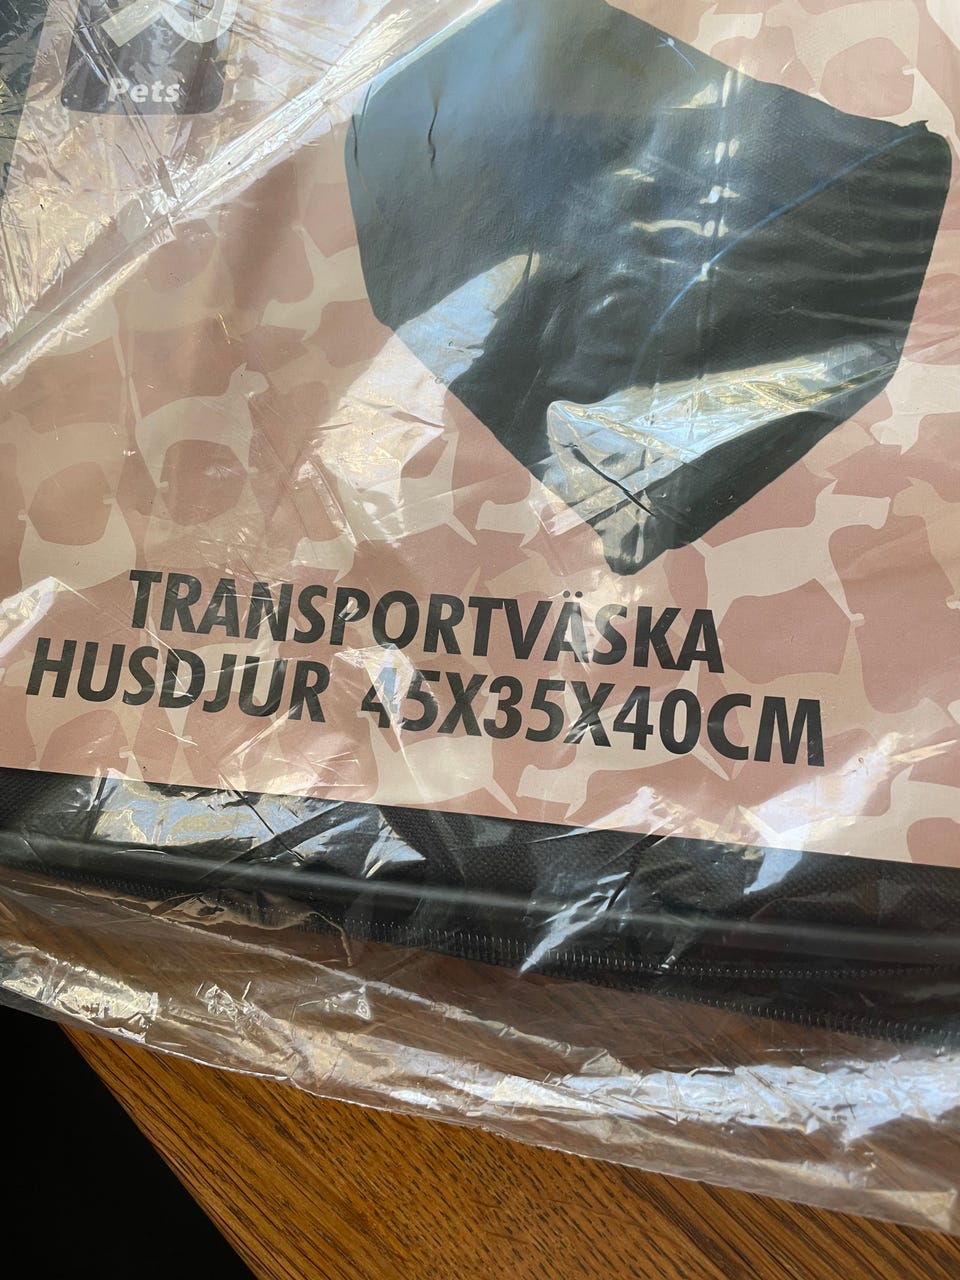 Pets
TRANSPORTVÄSKA
HUSDJUR 45X35X40CM